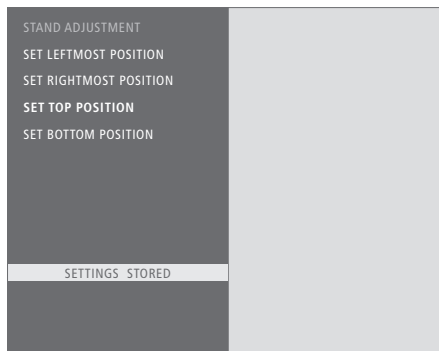 STAND ADJUSTMENT
SET LEFTMOST POSITION
SET RIGHTMOST POSITION
SET TOP POSITION
SET BOTTOM POSITION
SETTINGS STORED